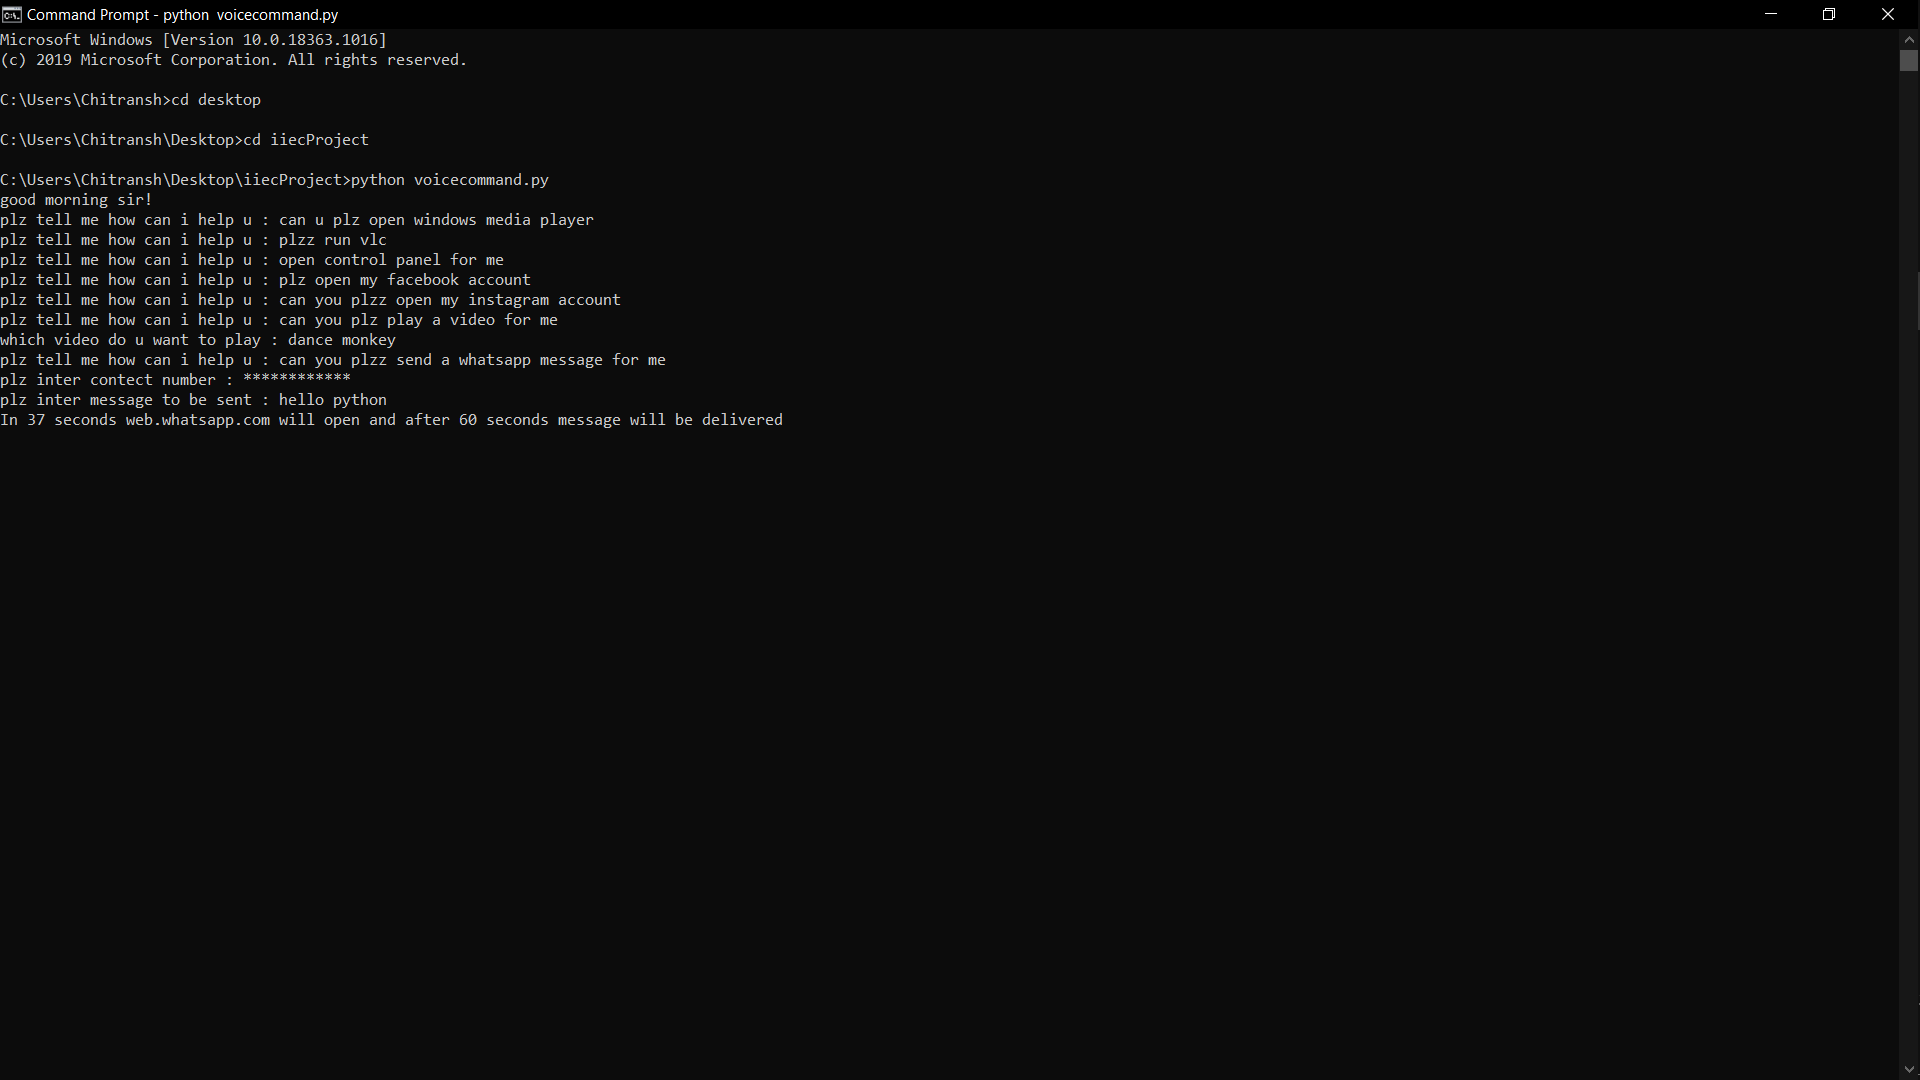 Command Prompt - python  voicecommand.py
Microsoft Windows [Version 10.0.18363.1016]
(c) 2019 Microsoft Corporation. All rights reserved.
C:\Users\Chitransh>cd desktop
C:\Users\Chitransh\Desktop>cd iiecProject
C:\Users\Chitransh\Desktop\iiecProject>python voicecommand.py
good morning sir!
plz tell me how can i help u : can u plz open windows media player
plz tell me how can i help u : plzz run vlc
plz tell me how can i help u : open control panel for me
plz tell me how can i help u : plz open my facebook account
plz tell me how can i help u : can you plzz open my instagram account
plz tell me how can i help u : can you plz play a video for me
which video do u want to play : dance monkey
plz tell me how can i help u : can you plzz send a whatsapp message for me
plz inter contect number : ************
plz inter message to be sent : hello python
In 37 seconds web.whatsapp.com will open and after 60 seconds message will be delivered